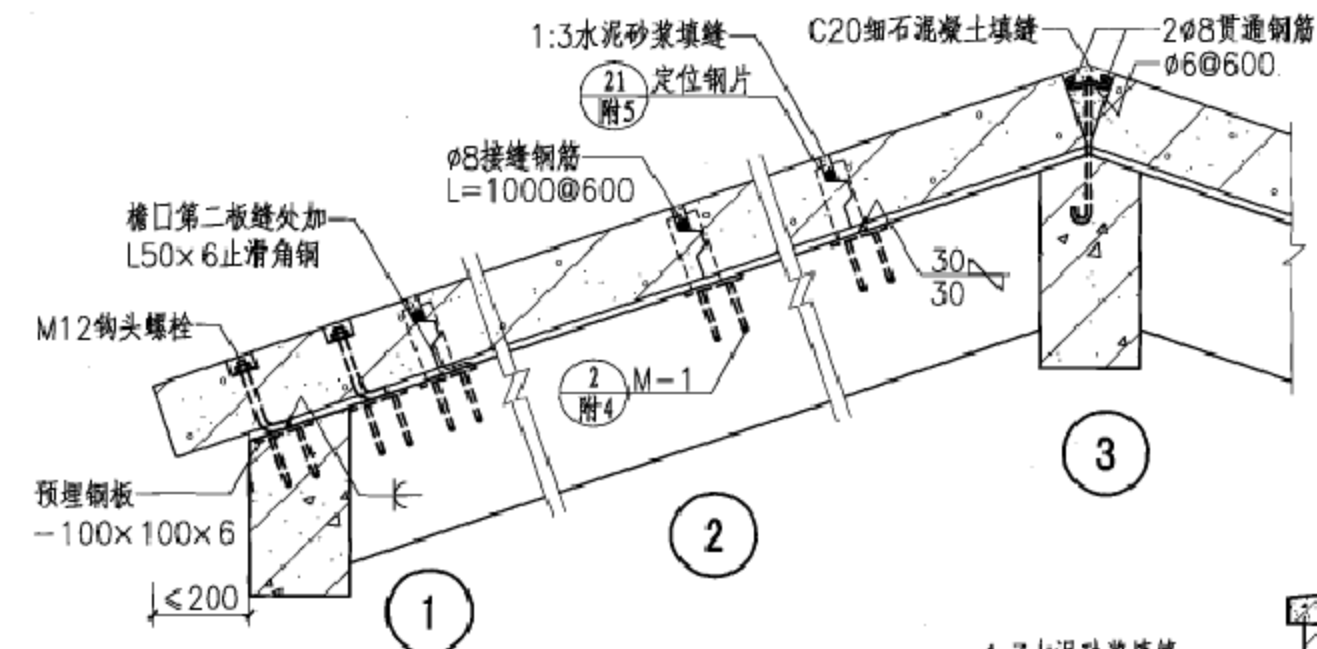 1:3水泥砂浆填缝
C20细石混凝土填缝
2ø8贯通钢筋
ø6@600
21
附5
定位钢片
ø8接缝钢筋
L=1000@600
檐口第二板缝处加
L50×6止滑角钢
M12钩头螺栓
30
30
2
附4
M-1
预埋钢板
-100×100×6
≤200
1
2
3